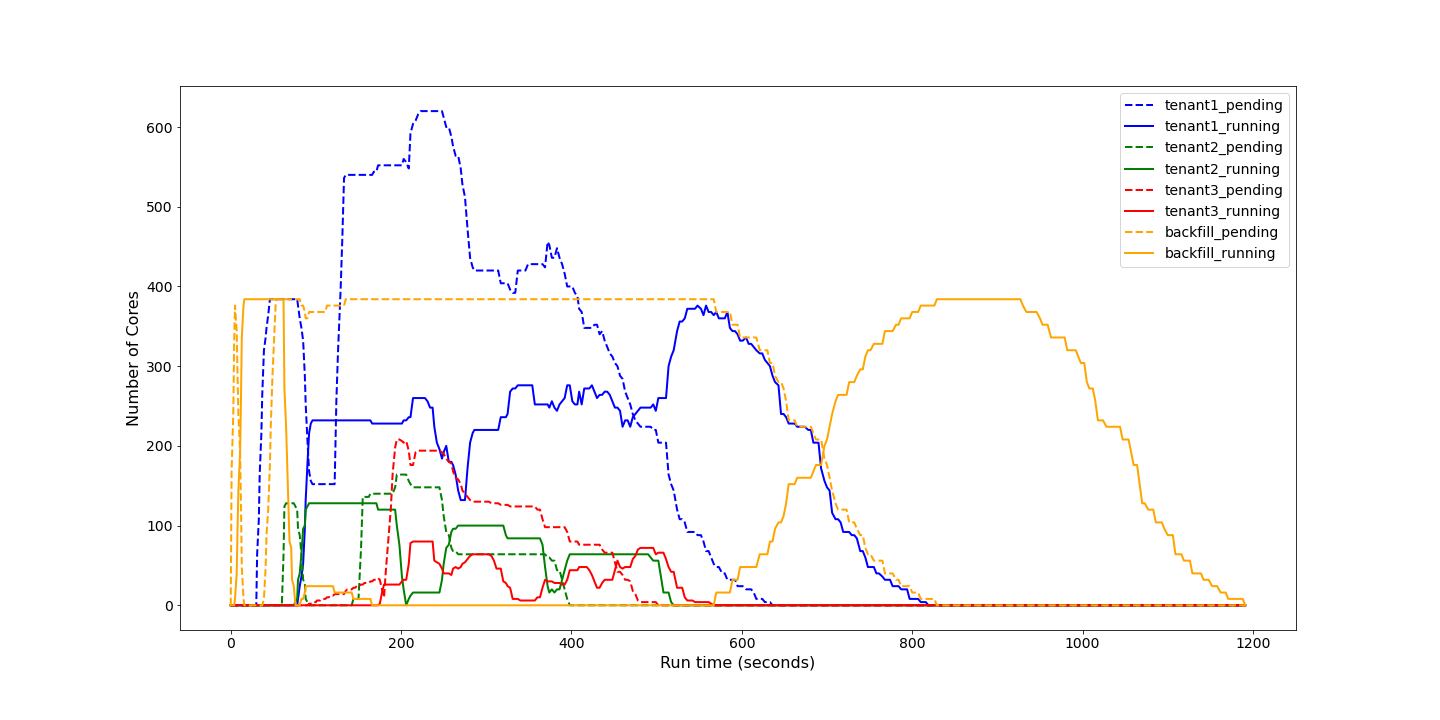 Number of Cores
600
500
400
300
200
100
0
0 200 400 600 800 1000 1200
Run time (seconds)
tenant1_pending
tenant1_running
tenant2_pending
tenant2_running
tenant3_pending
tenant3_running
backfill_pending
backfill_running